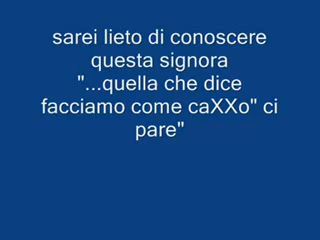 sarei lieto di conoscere
questa signora
"...quella che dice
facciamo come caXXo" ci
pare"